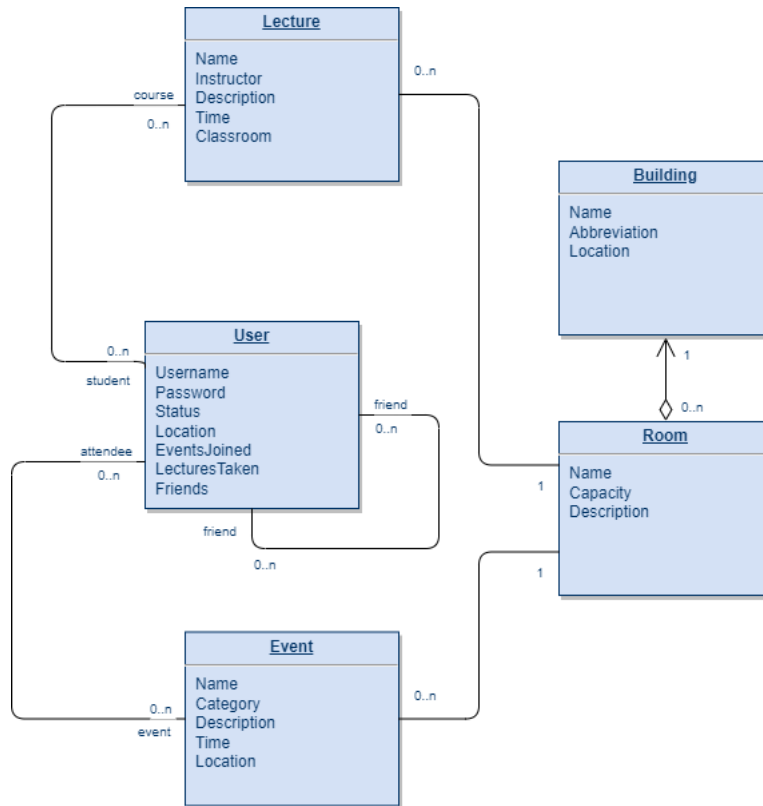 Lecture
Name
Instructor
Description
Time
Classroom
course
0..n
0..n
Building
Name
Abbreviation
Location
1
0..n
User
Username
Password
Status
Location
EventsJoined
LecturesTaken
Friends
0..n
student
friend
0..n
attendee
0..n
friend
0..n
Room
Name
Capacity
Description
1
1
Event
Name
Category
Description
Time
Location
0..n
event
0..n